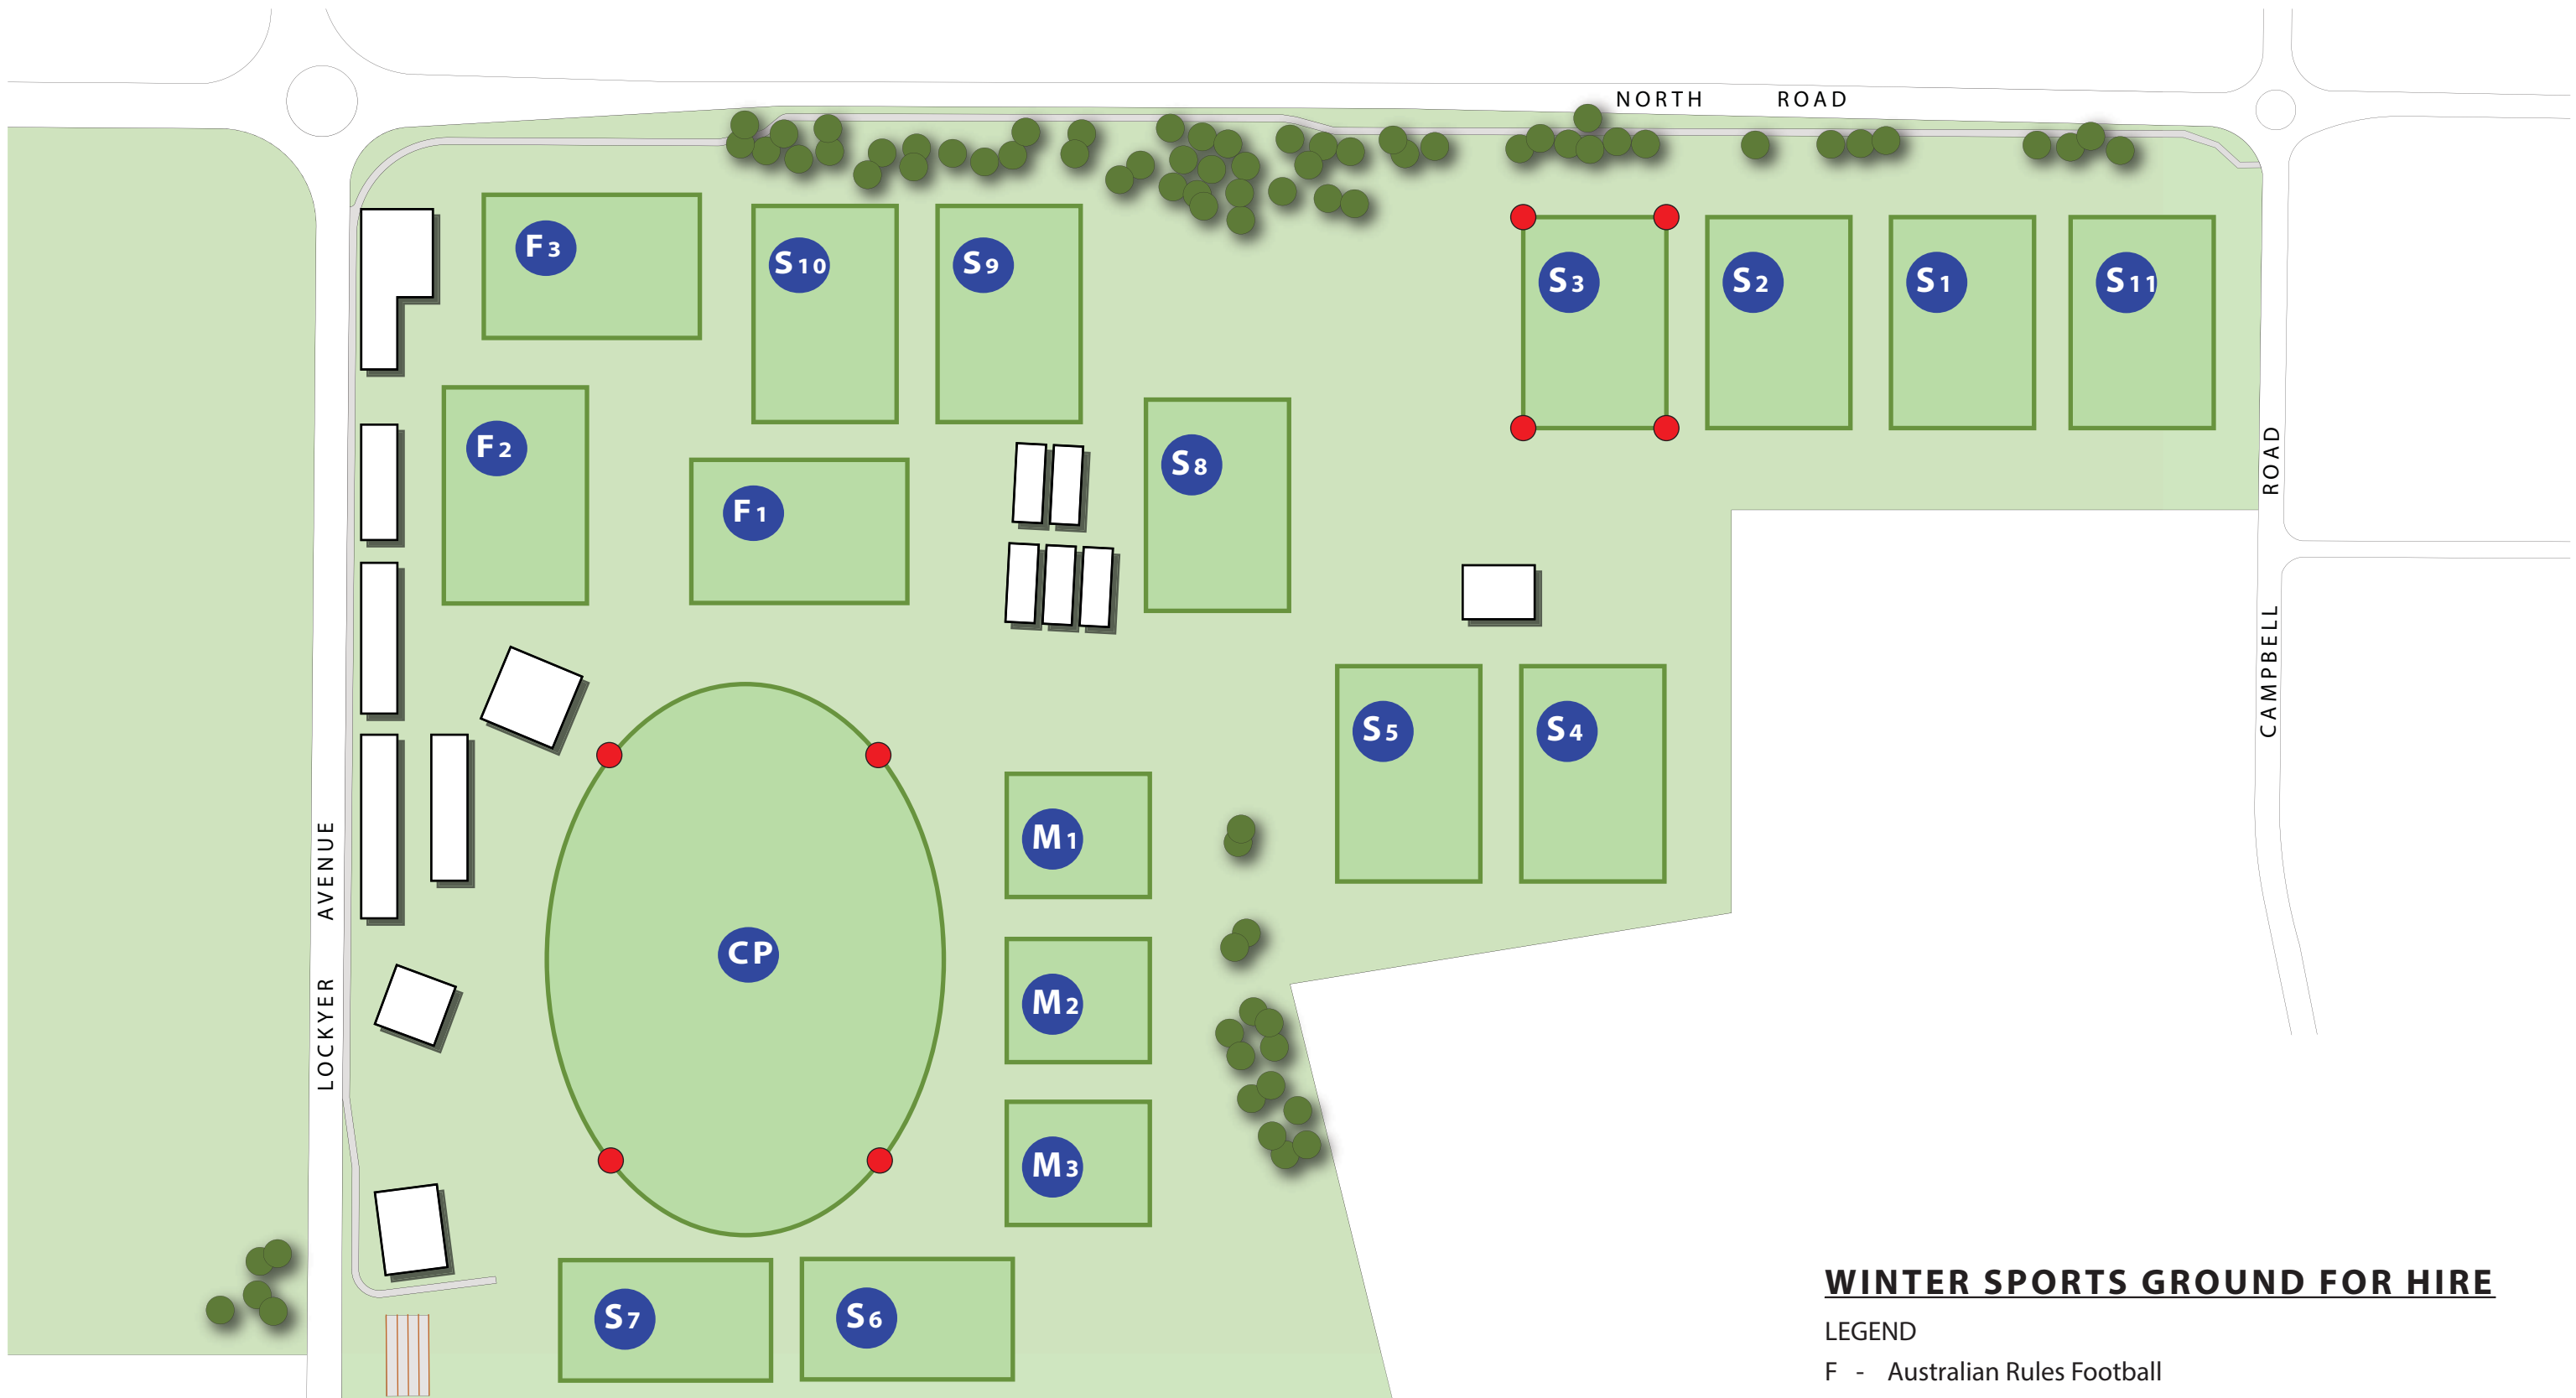 NORTH ROAD
F3
S10
S9
S3
S2
S1
S11
F2
S8
F1
ROAD
CAMPBELL
S5
S4
M1
AVENUE
LOCKYER
CP
M2
M3
S7
S6
WINTER SPORTS GROUND FOR HIRE
LEGEND
F - Australian Rules Football